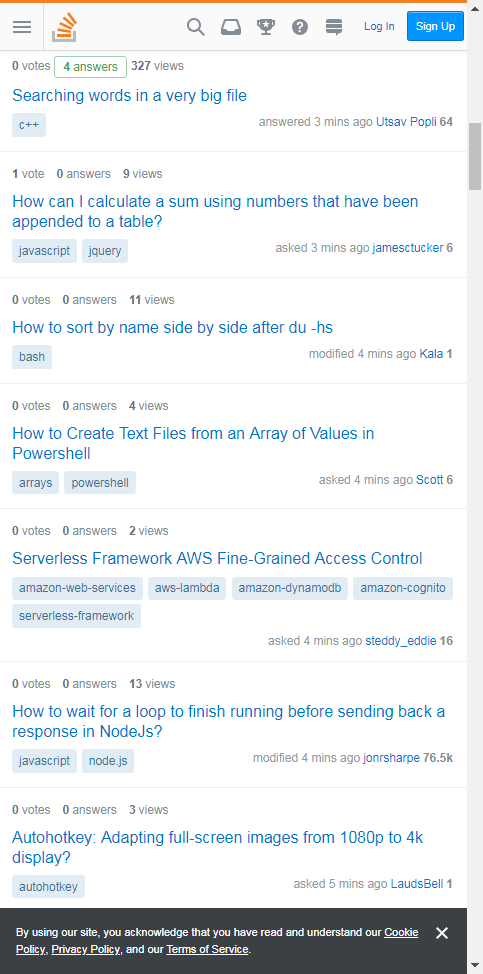 Log In Sign Up
0 votes 4 answers 327 views
Searching words in a very big file
c++
answered 3 mins ago Utsav Popli 64
1 vote 0 answers 9 views
How can I calculate a sum using numbers that have been
appended to a table?
javascript jquery
asked 3 mins ago jamesctucker 6
0 votes 0 answers 11 views
How to sort by name side by side after du -hs
bash
modified 4 mins ago Kala 1
0 votes 0 answers 4 views
How to Create Text Files from an Array of Values in
Powershell
arrays powershell
asked 4 mins ago Scott 6
0 votes 0 answers 2 views
Serverless Framework AWS Fine-Grained Access Control
amazon-web-services aws-lambda amazon-dynamodb amazon-cognito
serverless-framework
asked 4 mins ago steddy_eddie 16
0 votes 0 answers 13 views
How to wait for a loop to finish running before sending back a
response in NodeJs?
javascript node.js
modified 4 mins ago jonrsharpe 76.5k
0 votes 0 answers 3 views
Autohotkey: Adapting full-screen images from 1080p to 4k
display?
autohotkey
asked 5 mins ago LaudsBell 1
By using our site, you acknowledge that you have read and understand our Cookie
Policy, Privacy Policy, and our Terms of Service.